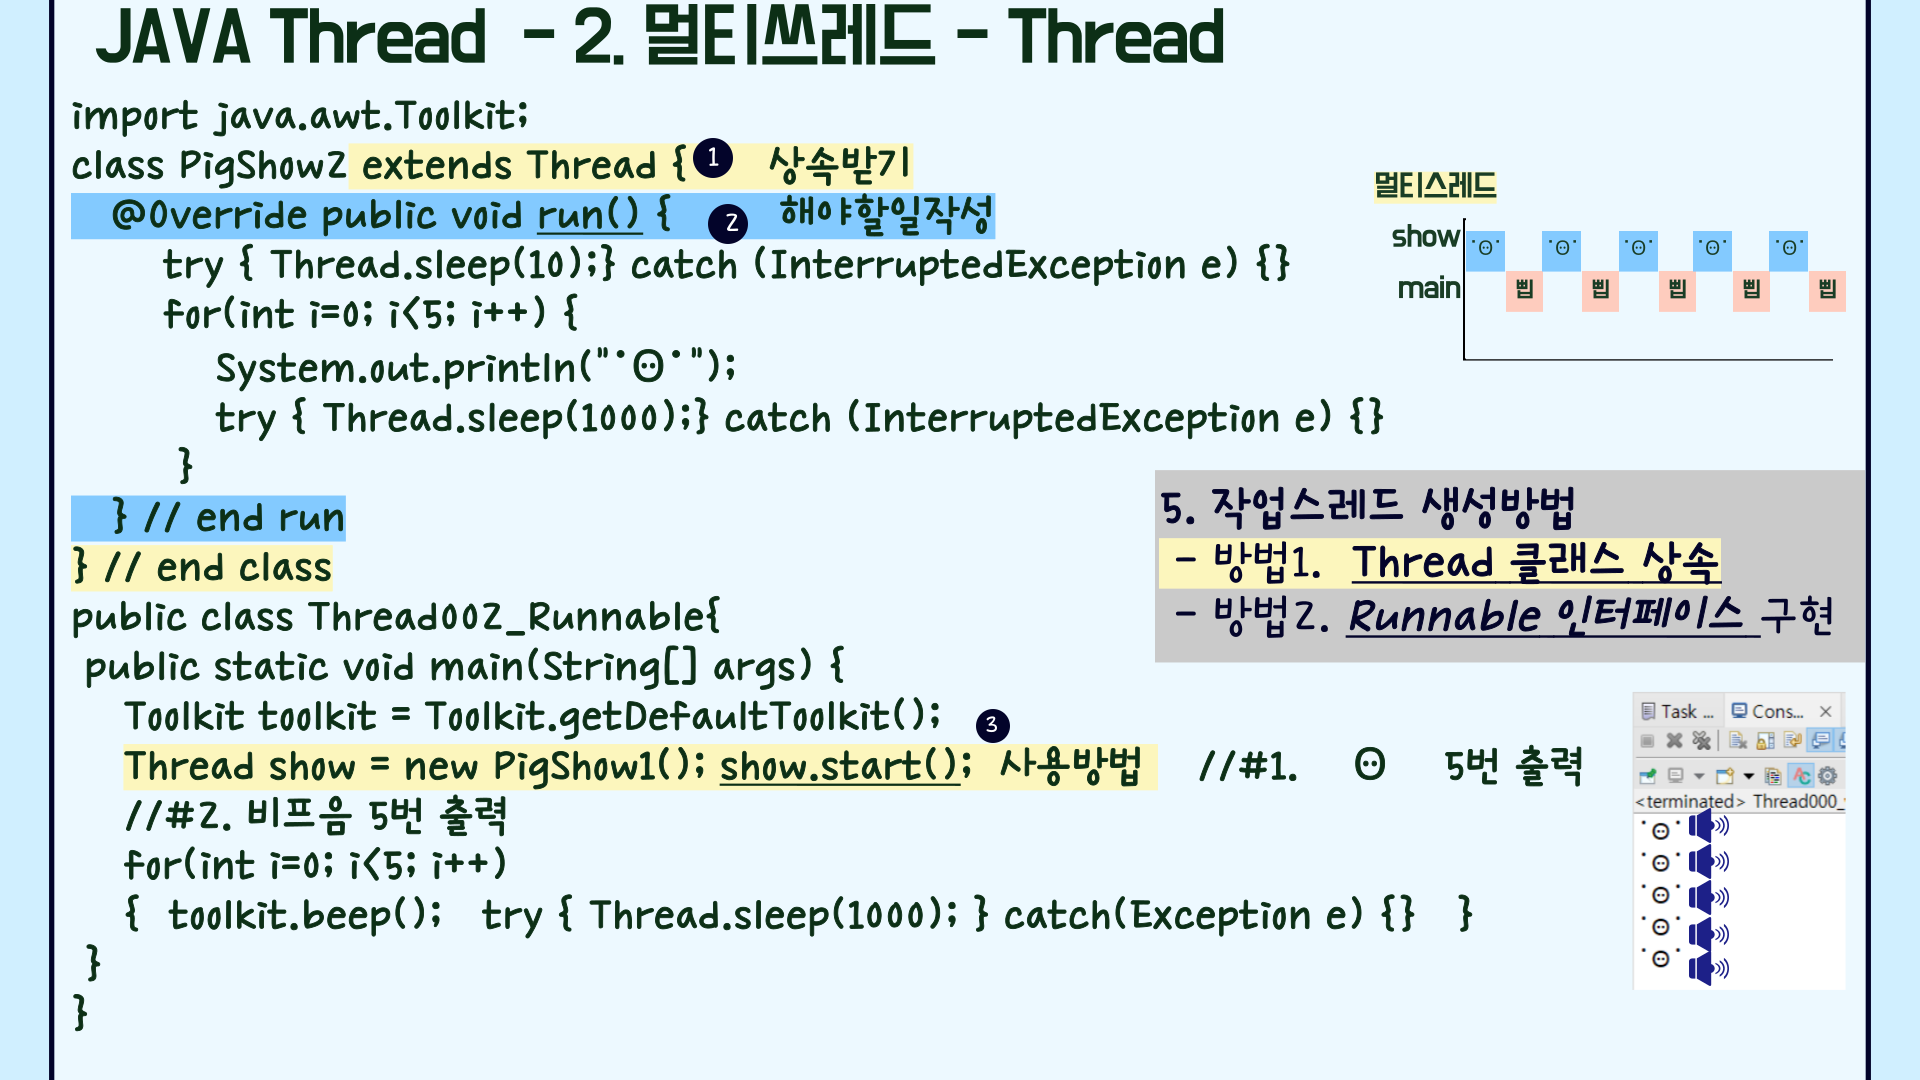 JAVA Thread - 2. 멀티쓰레드 - Thread
import java.awt.Toolkit;
class PigShow2 extends Thread { 1 상속받기
@Override public void run() { 2 해야할일작성
try { Thread.sleep(10);} catch (InterruptedException e) {}
for(int i=0; i<5; i++) {
System.out.println("˙ʘ˙");
try { Thread.sleep(1000);} catch (InterruptedException e) {}
}
} // end run
} // end class
public class Thread002_Runnable{
public static void main(String[] args) {
Toolkit toolkit = Toolkit.getDefaultToolkit(); 3
Thread show = new PigShow1(); show.start(); 사용방법 //#1. ʘ 5번 출력
//#2. 비프음 5번 출력
for(int i=0; i<5; i++)
{ toolkit.beep(); try { Thread.sleep(1000); } catch(Exception e) {} }
}
}
멀티스레드
show ˙ʘ˙ ˙ʘ˙ ˙ʘ˙ ˙ʘ˙ ˙ʘ˙
main 삡 삡 삡 삡 삡
5. 작업스레드 생성방법
- 방법1. Thread 클래스 상속
- 방법2. Runnable 인터페이스 구현
Task ... Cons...
<terminated> Thread000_
˙ʘ˙
˙ʘ˙
˙ʘ˙
˙ʘ˙
˙ʘ˙